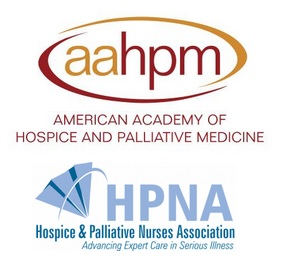 aahpm
AMERICAN ACADEMY OF
HOSPICE AND PALLIATIVE MEDICINE
HPNA
Hospice & Palliative Nurses Association
Advancing Expert Care in Serious Illness